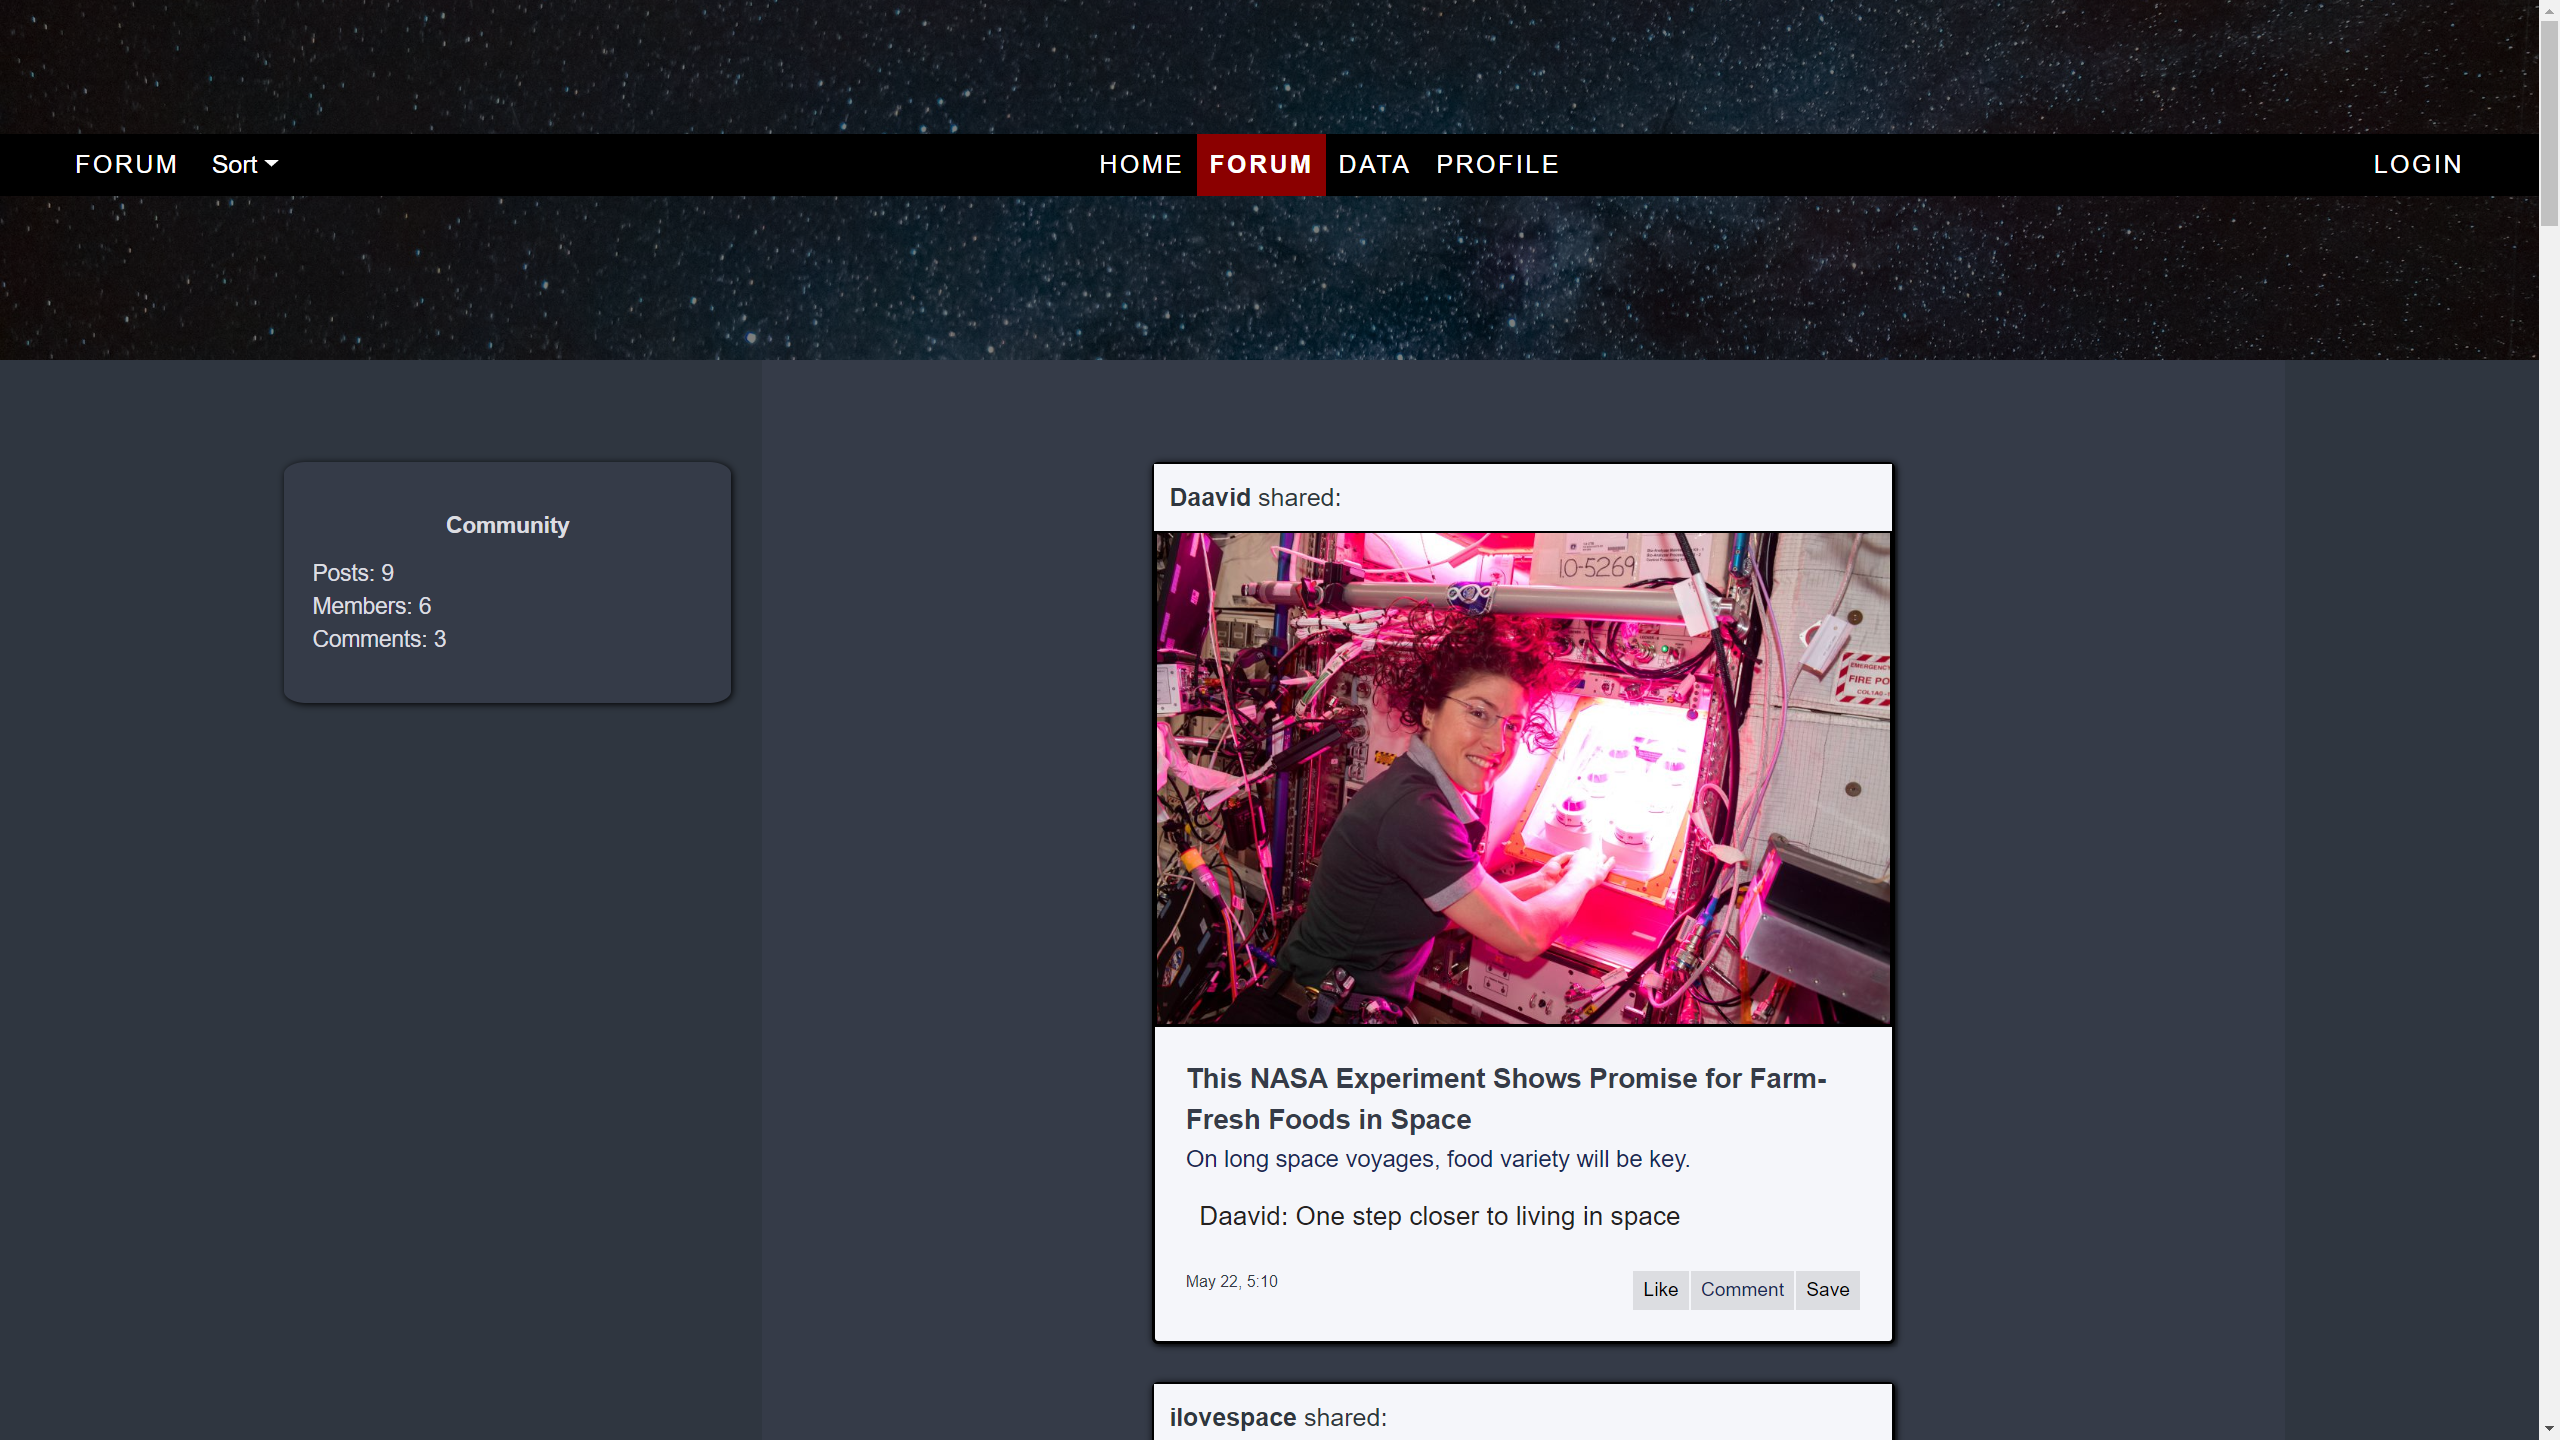 FORUM Sort HOME FORUM DATA PROFILE LOGIN
Community
Posts: 9
Members: 6
Comments: 3
Daavid shared:
1.0-5269
EMERGENCY
FIRE PO
This NASA Experiment Shows Promise for Farm-
Fresh Foods in Space
On long space voyages, food variety will be key.
Daavid: One step closer to living in space
May 22, 5:10
Like Comment Save
ilovespace shared: